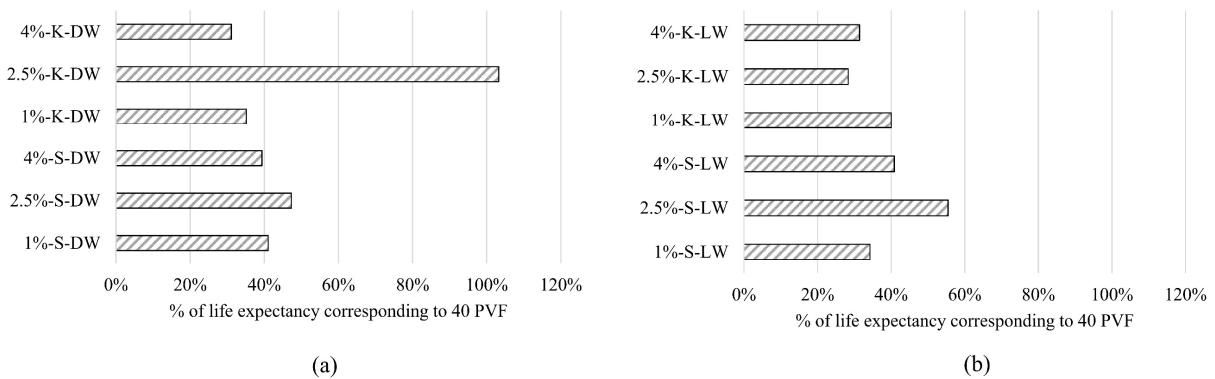 4%-K-DW
2.5%-K-DW
1%-K-DW
4%-S-DW
2.5%-S-DW
1%-S-DW
0% 20% 40% 60% 80% 100% 120%
% of life expectancy corresponding to 40 PVF
(a)
4%-K-LW
2.5%-K-LW
1%-K-LW
4%-S-LW
2.5%-S-LW
1%-S-LW
0% 20% 40% 60% 80% 100% 120%
% of life expectancy corresponding to 40 PVF
(b)